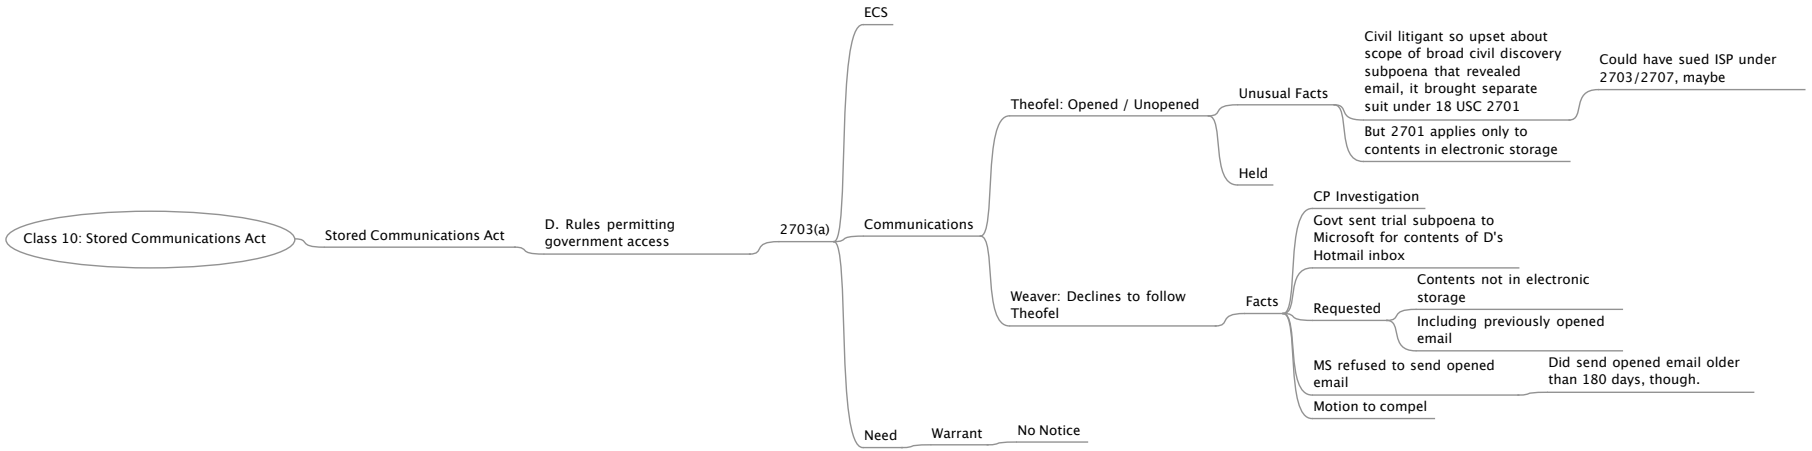 Class 10: Stored Communications Act
Stored Communications Act
D. Rules permitting
government access
2703(a)
ECS
Communications
Theofel: Opened / Unopened
Unusual Facts
Civil litigant so upset about
scope of broad civil discovery
subpoena that revealed
email, it brought separate
suit under 18 USC 2701
Could have sued ISP under
2703/2707, maybe
But 2701 applies only to
contents in electronic storage
Held
Weaver: Declines to follow
Theofel
Facts
CP Investigation
Govt sent trial subpoena to
Microsoft for contents of D's
Hotmail inbox
Requested
Contents not in electronic
storage
Including previously opened
email
MS refused to send opened
email
Did send opened email older
than 180 days, though.
Motion to compel
Need
Warrant
No Notice